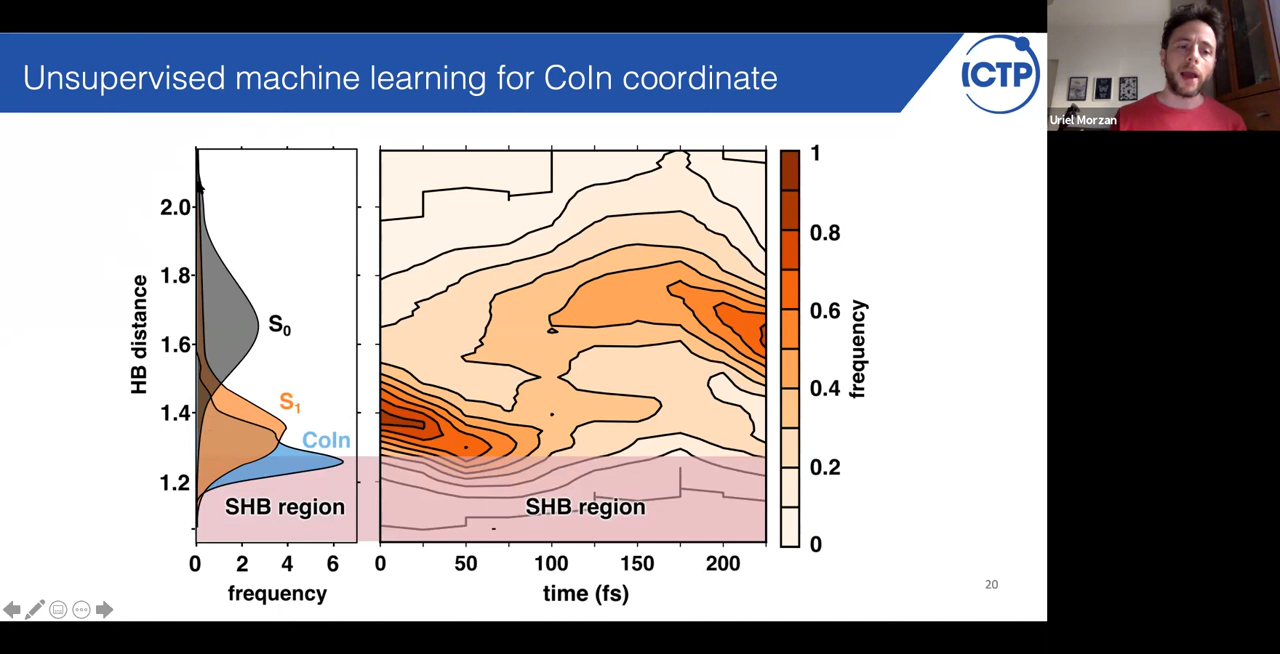 Unsupervised machine learning for CoIn coordinate
ICTP
Uriel Morzan
HB distance
2.0
1.8
1.6
1.4
1.2
S₀
S₁
CoIn
SHB region
0 2 4 6
frequency
SHB region
0 50 100 150 200
time (fs)
1
0.8
0.6
0.4
0.2
0
frequency
20